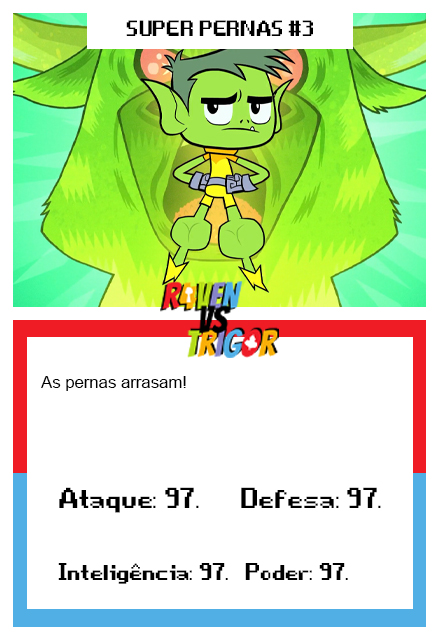 SUPER PERNAS #3
RAVEN
VS
TRIGOR
As pernas arrasam!
Ataque: 97. Defesa: 97.
Inteligência: 97. Poder: 97.